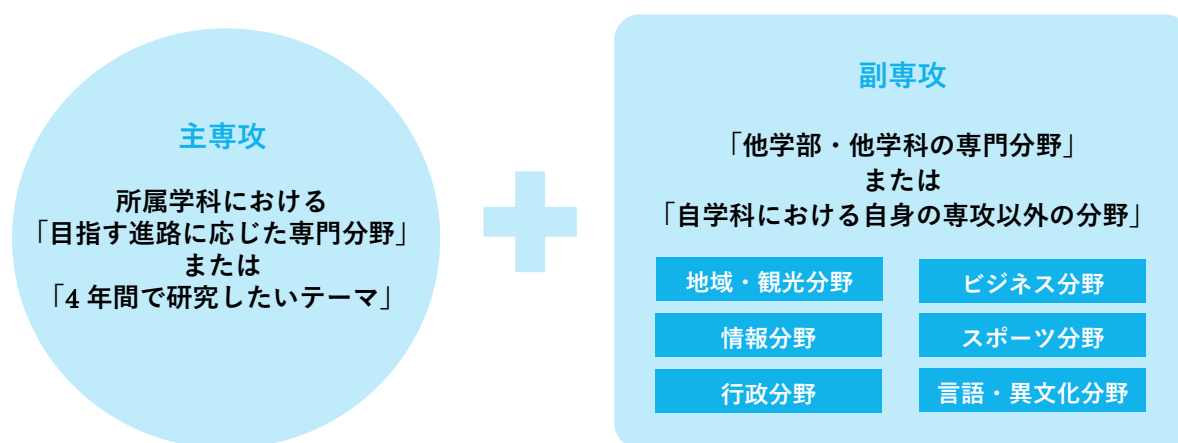 主専攻
所属学科における
「目指す進路に応じた専門分野」
または
「4年間で研究したいテーマ」
副専攻
「他学部・他学科の専門分野」
または
「自学科における自身の専攻以外の分野」
地域・観光分野
ビジネス分野
情報分野
スポーツ分野
行政分野
言語・異文化分野